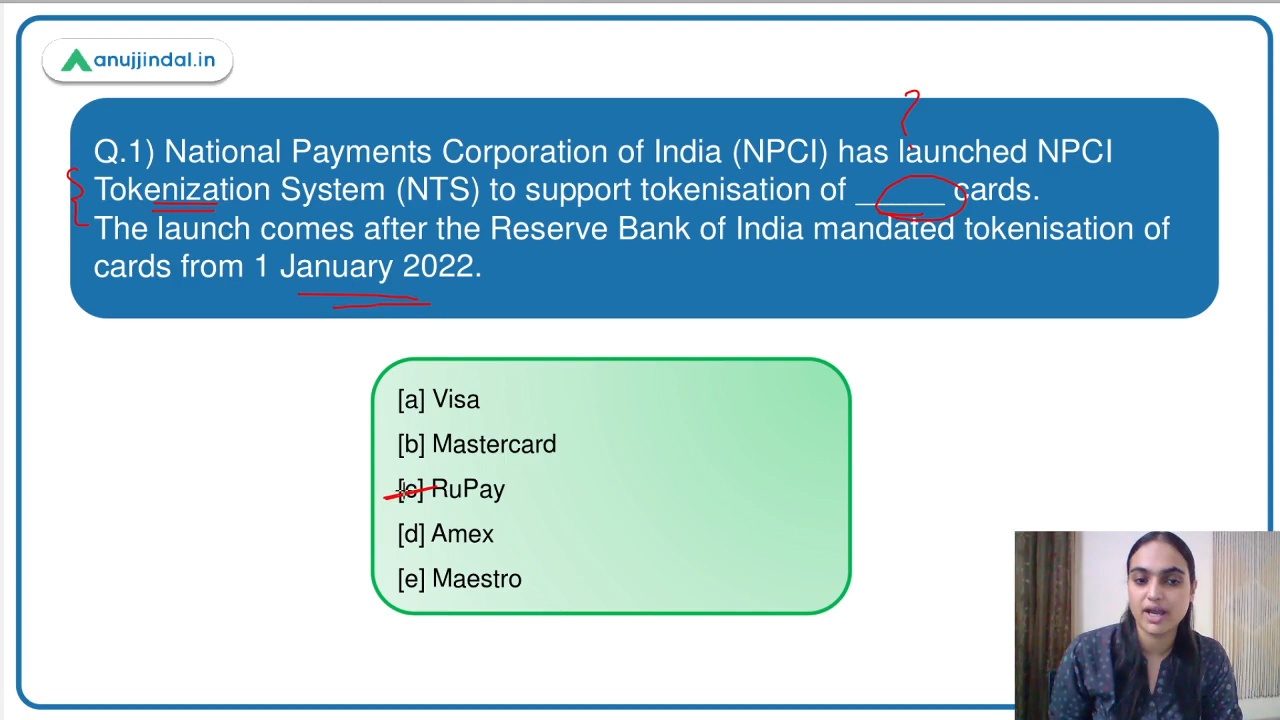 anujjindal.in
?
Q.1) National Payments Corporation of India (NPCI) has launched NPCI
Tokenization System (NTS) to support tokenisation of ______ cards.
The launch comes after the Reserve Bank of India mandated tokenisation of
cards from 1 January 2022.
[a] Visa
[b] Mastercard
[c] RuPay
[d] Amex
[e] Maestro